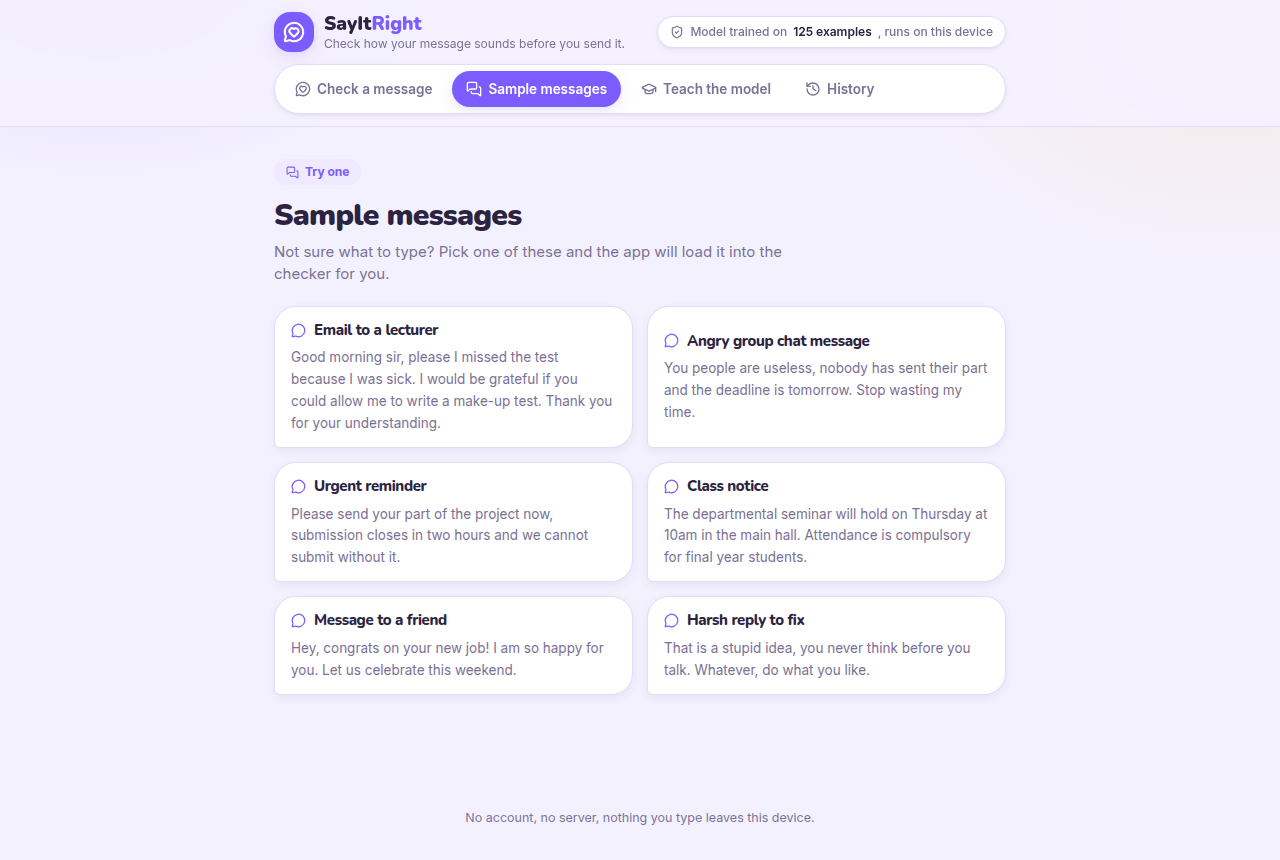 SayItRight
Check how your message sounds before you send it.
Model trained on 125 examples , runs on this device
Check a message
Sample messages
Teach the model
History
Try one
Sample messages
Not sure what to type? Pick one of these and the app will load it into the
checker for you.
Email to a lecturer
Good morning sir, please I missed the test
because I was sick. I would be grateful if you
could allow me to write a make-up test. Thank you
for your understanding.
Angry group chat message
You people are useless, nobody has sent their part
and the deadline is tomorrow. Stop wasting my
time.
Urgent reminder
Please send your part of the project now,
submission closes in two hours and we cannot
submit without it.
Class notice
The departmental seminar will hold on Thursday at
10am in the main hall. Attendance is compulsory
for final year students.
Message to a friend
Hey, congrats on your new job! I am so happy for
you. Let us celebrate this weekend.
Harsh reply to fix
That is a stupid idea, you never think before you
talk. Whatever, do what you like.
No account, no server, nothing you type leaves this device.